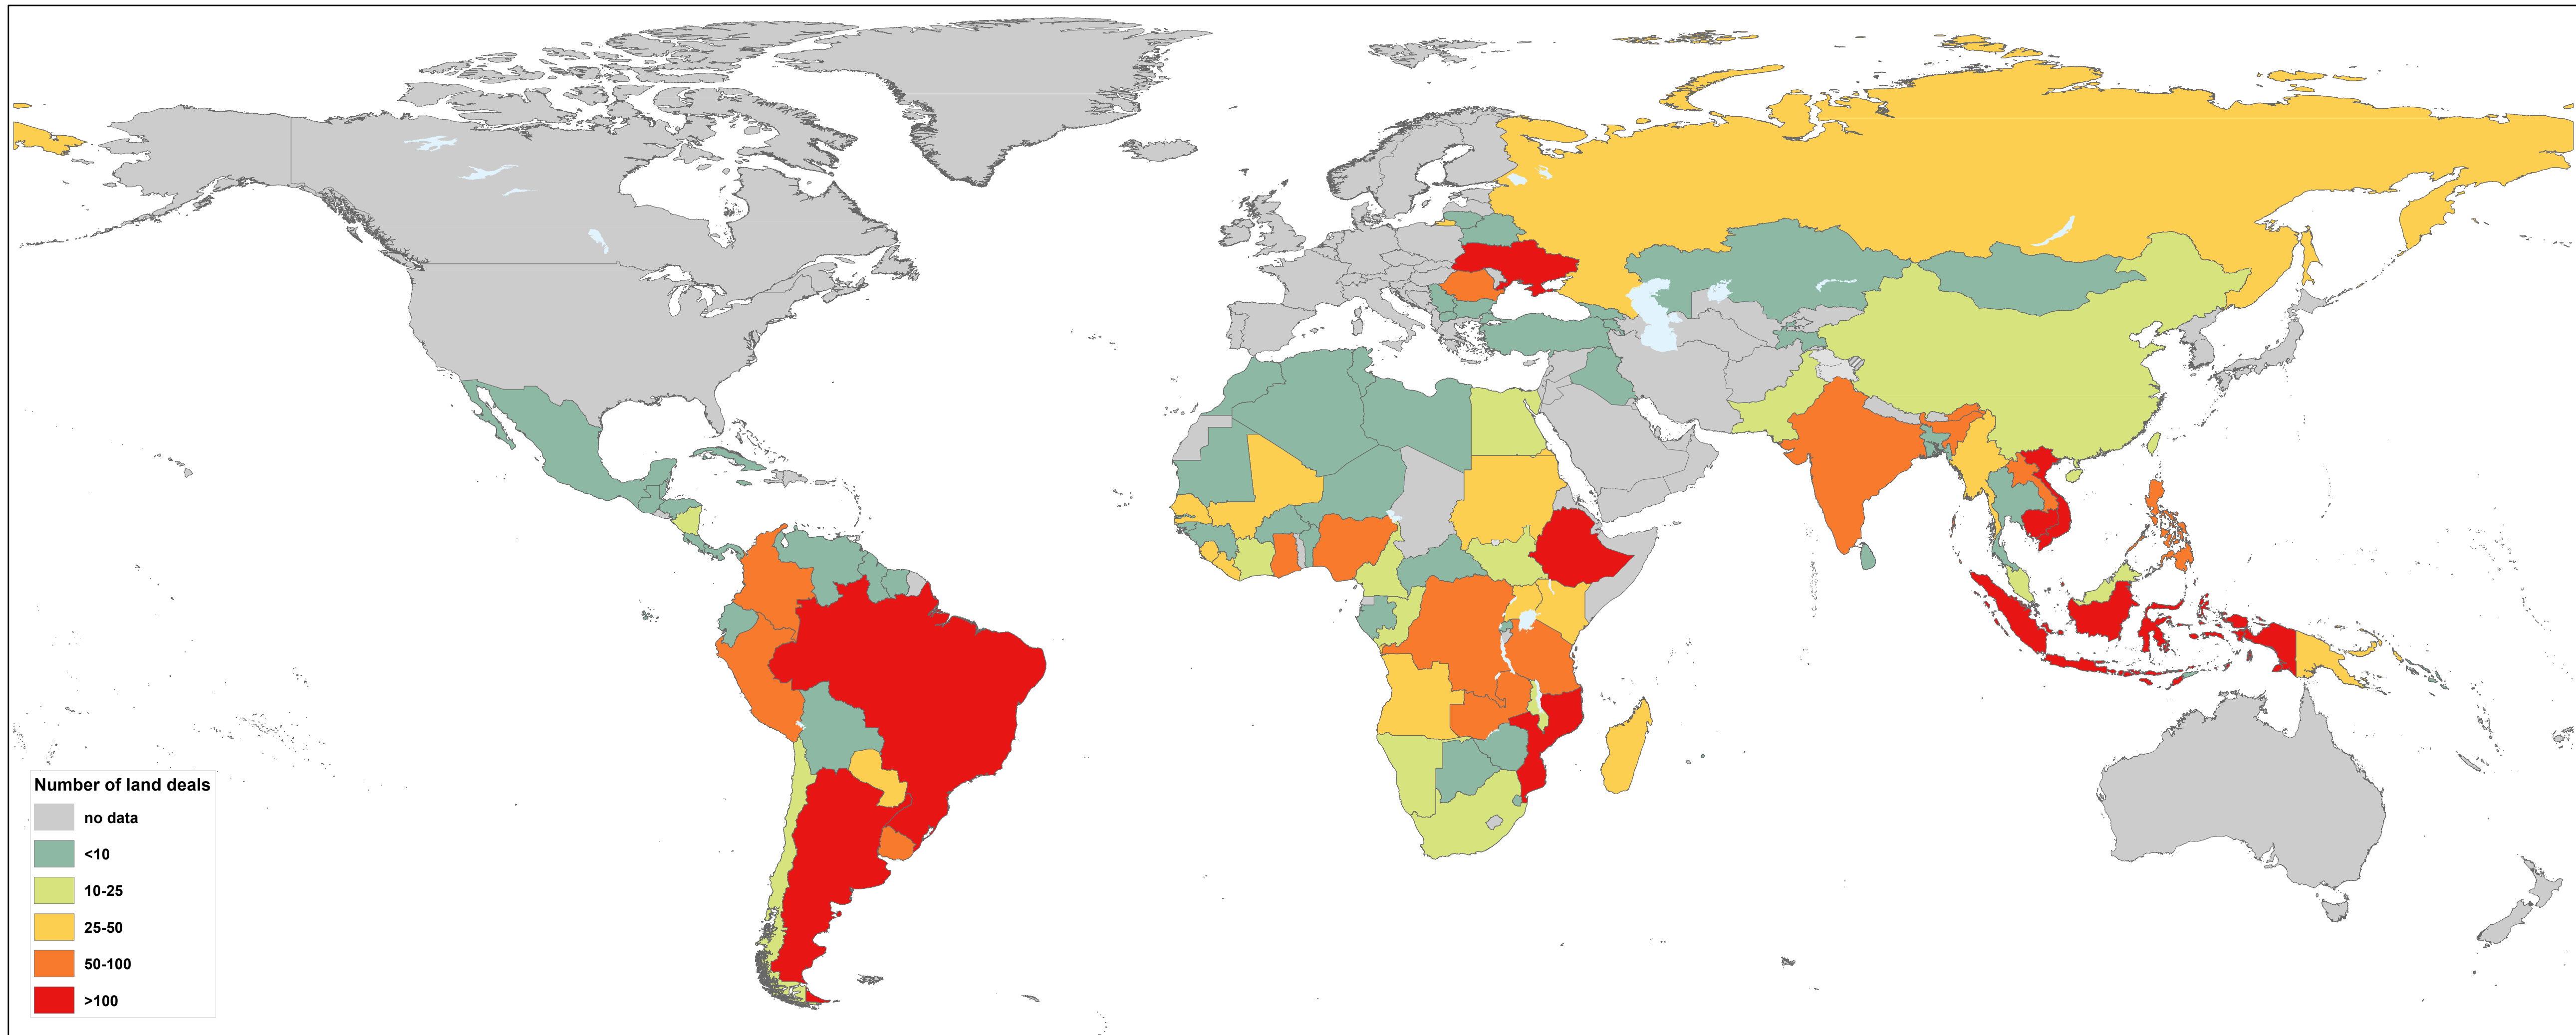 Number of land deals
no data
<10
10-25
25-50
50-100
>100